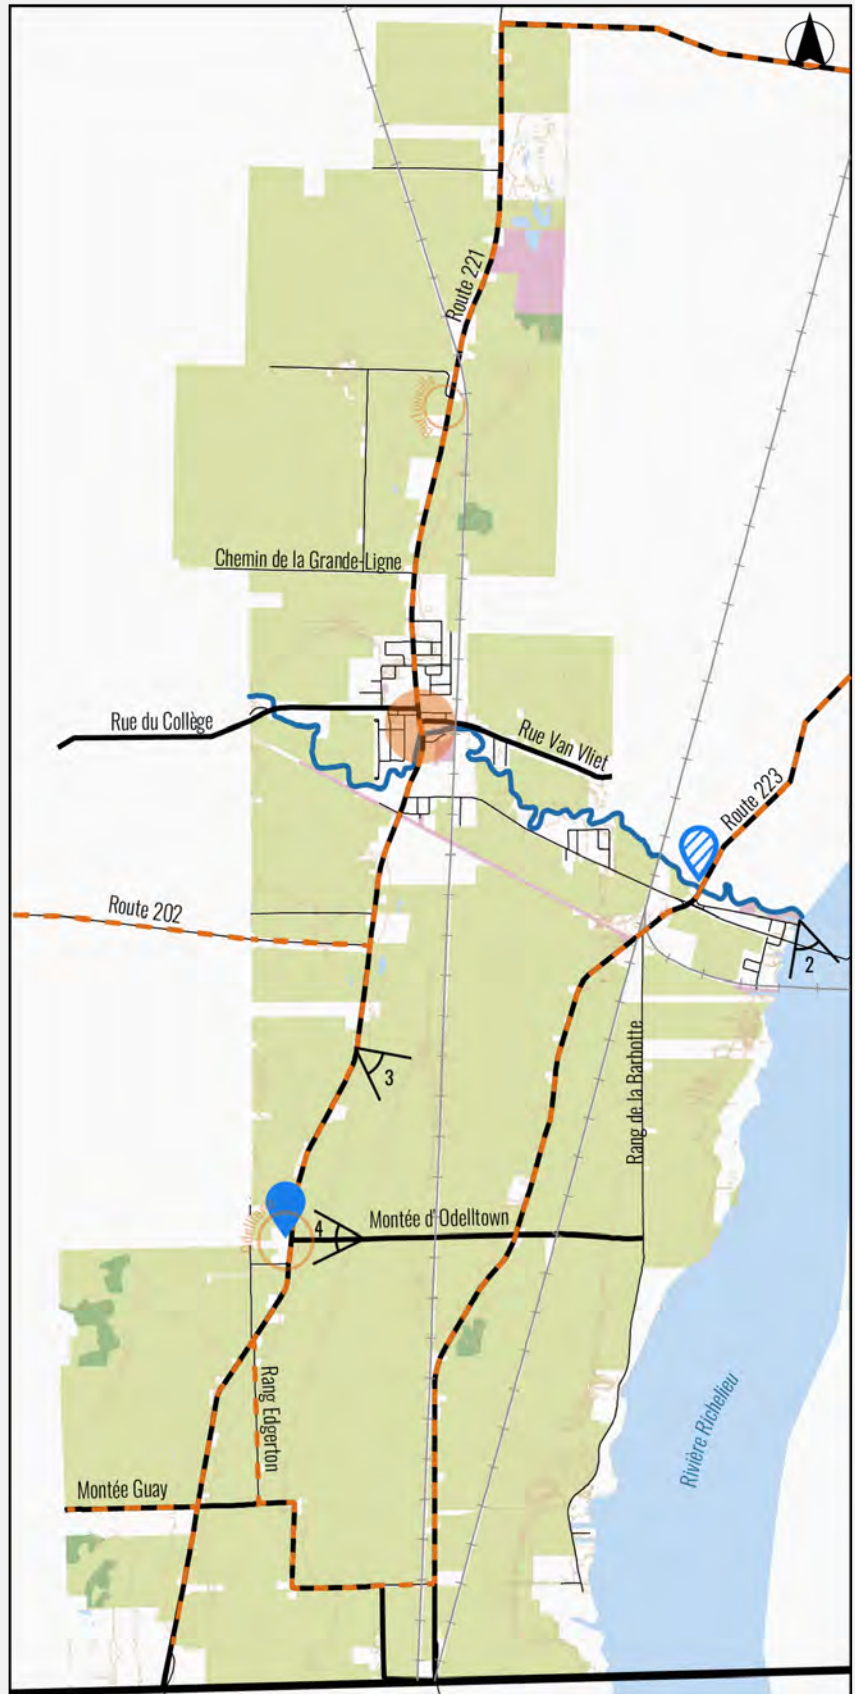 Route 221
Chemin de la Grande-Ligne
Rue du Collège
Rue Van Vliet
Route 223
Route 202
2
Rang de la Barbotte
3
4
Montée d'Odelltown
Rang Edgerton
Rivière Richelieu
Montée Guay